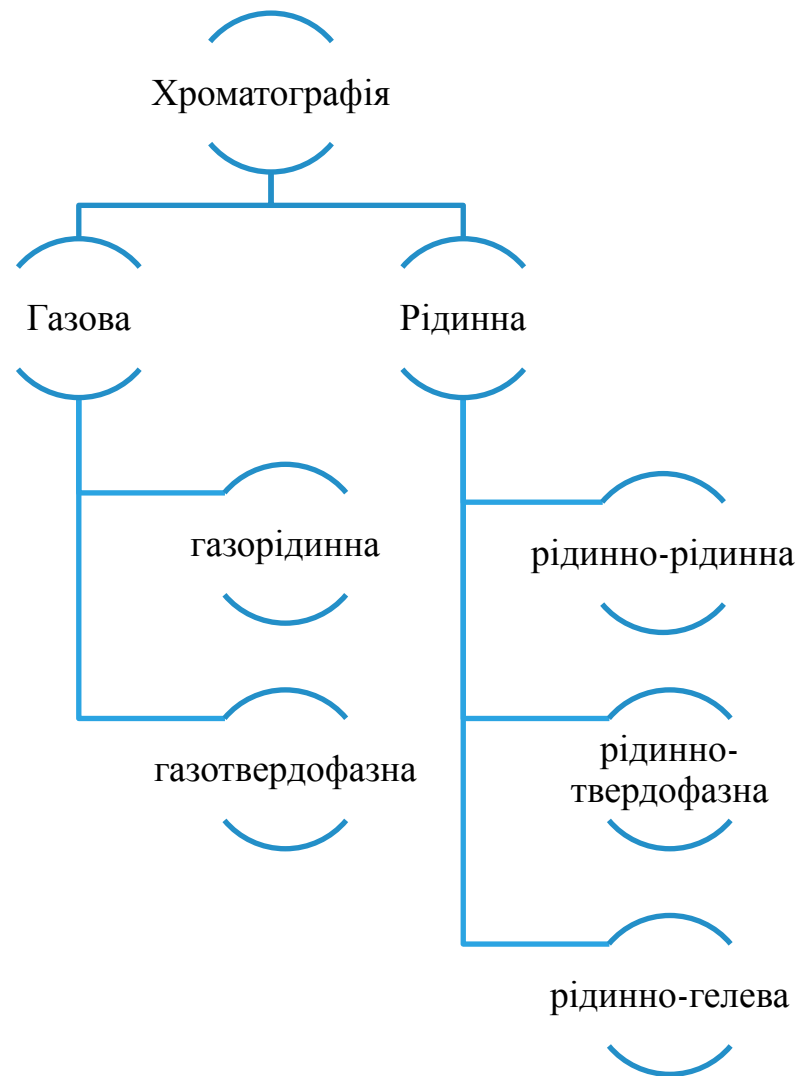 Хроматографія
Газова
Рідинна
газорідинна
рідинно-рідинна
газотвердофазна
рідинно-
твердофазна
рідинно-гелева